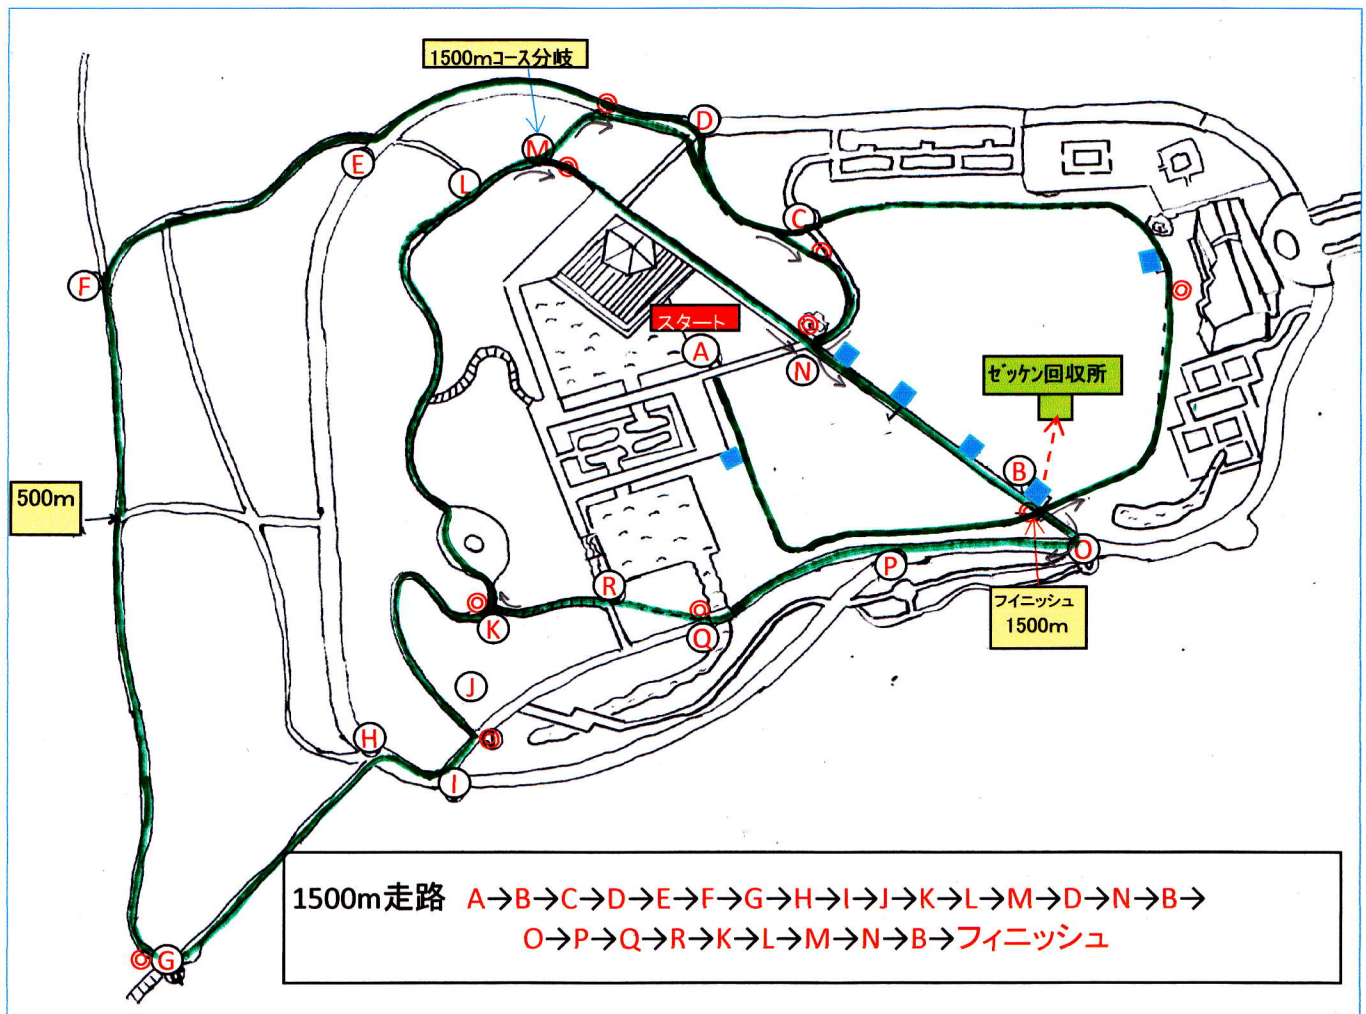 1500mコース分岐
D
M
E
L
C
F
スタート
A
N
ゼッケン回収所
B
500m
O
P
R
フイニッシュ
1500m
K
Q
J
H
I
G
1500m走路 A→B→C→D→E→F→G→H→I→J→K→L→M→D→N→B→
O→P→Q→R→K→L→M→N→B→フィニッシュ